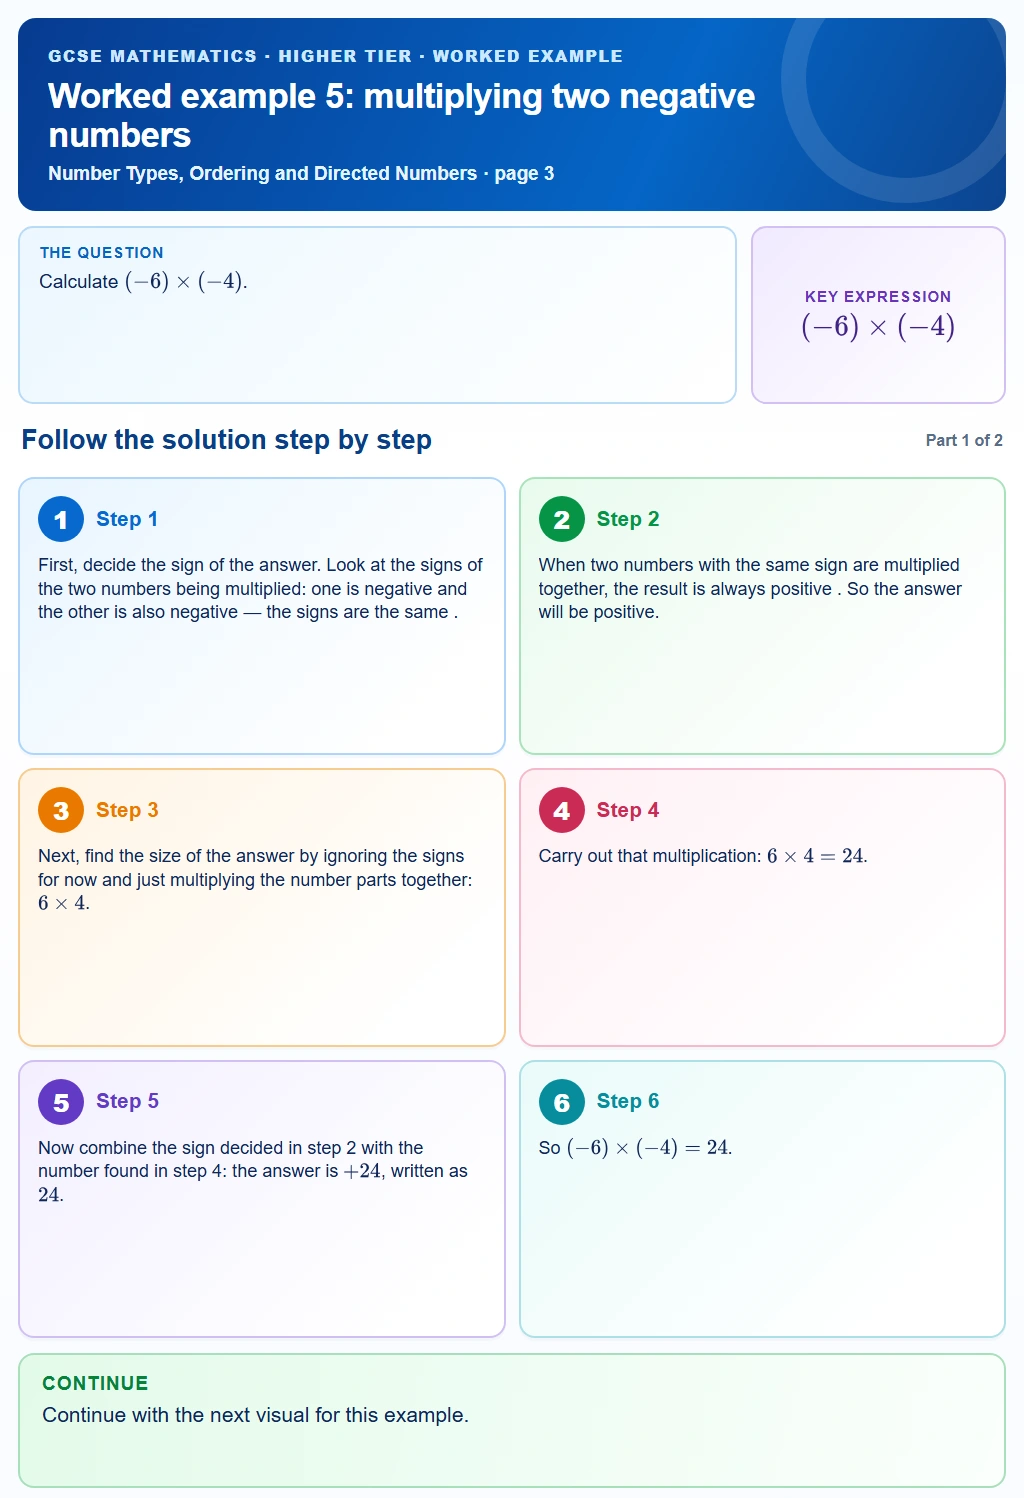 GCSE MATHEMATICS · HIGHER TIER · WORKED EXAMPLE
Worked example 5: multiplying two negative
numbers
Number Types, Ordering and Directed Numbers · page 3
THE QUESTION
Calculate (−6) × (−4).
KEY EXPRESSION
(−6) × (−4)
Follow the solution step by step
Part 1 of 2
1 Step 1
First, decide the sign of the answer. Look at the signs of
the two numbers being multiplied: one is negative and
the other is also negative — the signs are the same .
2 Step 2
When two numbers with the same sign are multiplied
together, the result is always positive . So the answer
will be positive.
3 Step 3
Next, find the size of the answer by ignoring the signs
for now and just multiplying the number parts together:
6 × 4.
4 Step 4
Carry out that multiplication: 6 × 4 = 24.
5 Step 5
Now combine the sign decided in step 2 with the
number found in step 4: the answer is +24, written as
24.
6 Step 6
So (−6) × (−4) = 24.
CONTINUE
Continue with the next visual for this example.